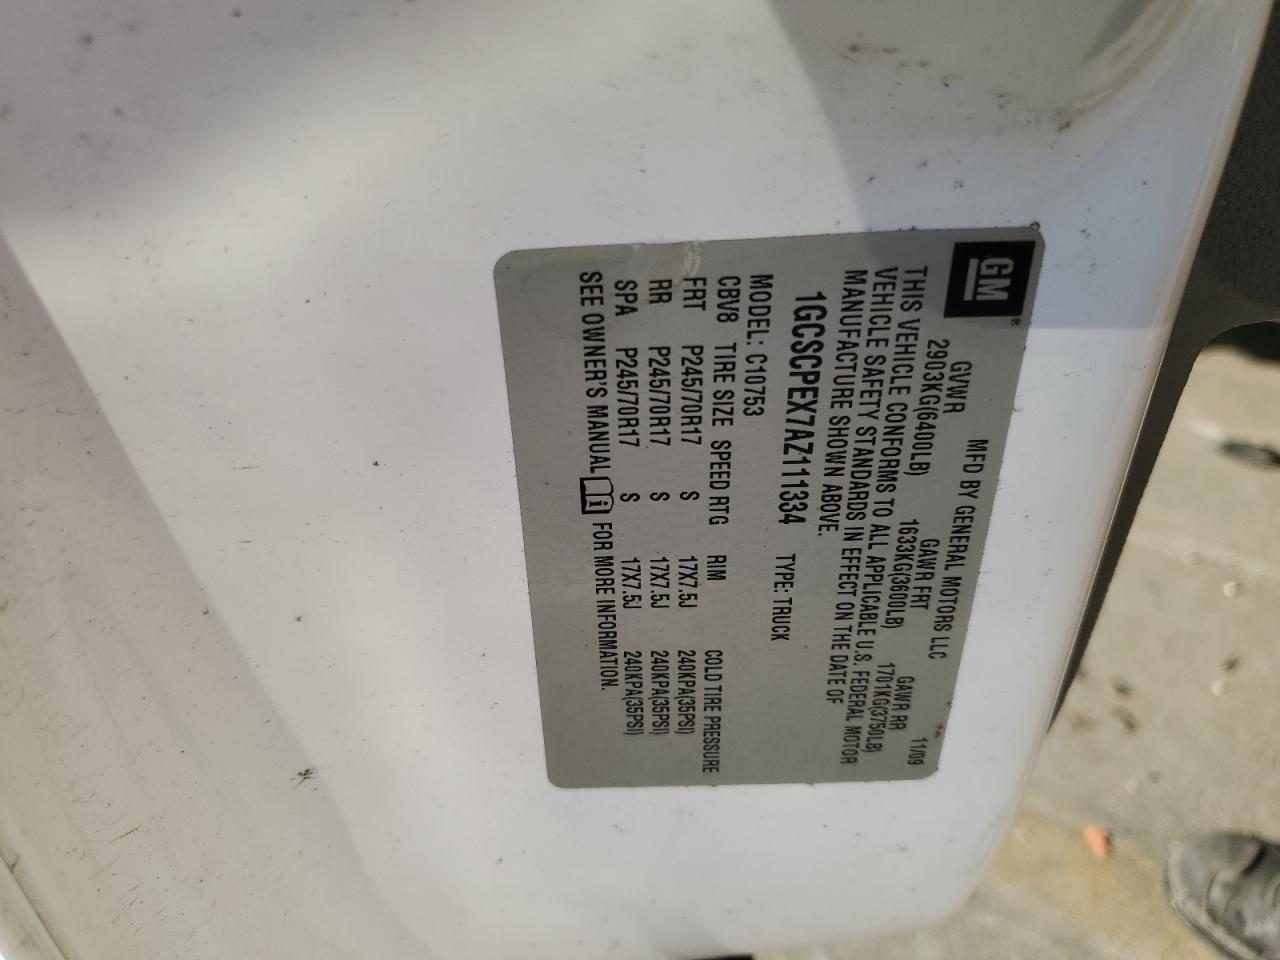 GM®
MFD BY GENERAL MOTORS LLC 11/09
GVWR GAWR FRT GAWR RR
2903KG(6400LB) 1633KG(3600LB) 1701KG(3750LB)
THIS VEHICLE CONFORMS TO ALL APPLICABLE U.S. FEDERAL MOTOR
VEHICLE SAFETY STANDARDS IN EFFECT ON THE DATE OF
MANUFACTURE SHOWN ABOVE.
1GCSCPEX7AZ111334 TYPE: TRUCK
MODEL: C10753
CBV8 TIRE SIZE SPEED RTG RIM COLD TIRE PRESSURE
FRT P245/70R17 S 17X7.5J 240KPA(35PSI)
RR P245/70R17 S 17X7.5J 240KPA(35PSI)
SPA P245/70R17 S 17X7.5J 240KPA(35PSI)
SEE OWNER'S MANUAL i FOR MORE INFORMATION.